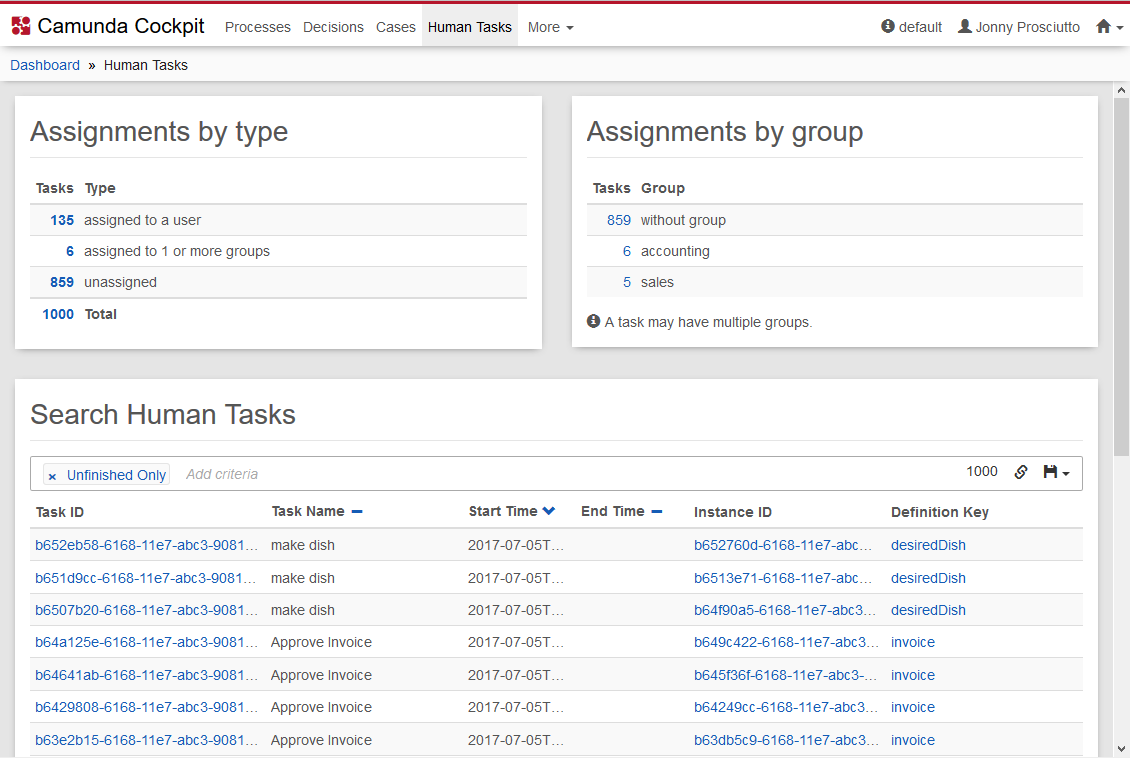 Camunda Cockpit Processes Decisions Cases Human Tasks More default Jonny Prosciutto
Dashboard » Human Tasks
Assignments by type
Tasks Type
135 assigned to a user
6 assigned to 1 or more groups
859 unassigned
1000 Total
Assignments by group
Tasks Group
859 without group
6 accounting
5 sales
A task may have multiple groups.
Search Human Tasks
× Unfinished Only Add criteria 1000
Task ID Task Name Start Time End Time Instance ID Definition Key
b652eb58-6168-11e7-abc3-9081... make dish 2017-07-05T... b652760d-6168-11e7-abc... desiredDish
b651d9cc-6168-11e7-abc3-9081... make dish 2017-07-05T... b6513e71-6168-11e7-abc... desiredDish
b6507b20-6168-11e7-abc3-9081... make dish 2017-07-05T... b64f90a5-6168-11e7-abc3... desiredDish
b64a125e-6168-11e7-abc3-9081... Approve Invoice 2017-07-05T... b649c422-6168-11e7-abc3... invoice
b64641ab-6168-11e7-abc3-9081... Approve Invoice 2017-07-05T... b645f36f-6168-11e7-abc3-... invoice
b6429808-6168-11e7-abc3-9081... Approve Invoice 2017-07-05T... b64249cc-6168-11e7-abc3... invoice
b63e2b15-6168-11e7-abc3-9081... Approve Invoice 2017-07-05T... b63db5c9-6168-11e7-abc3... invoice